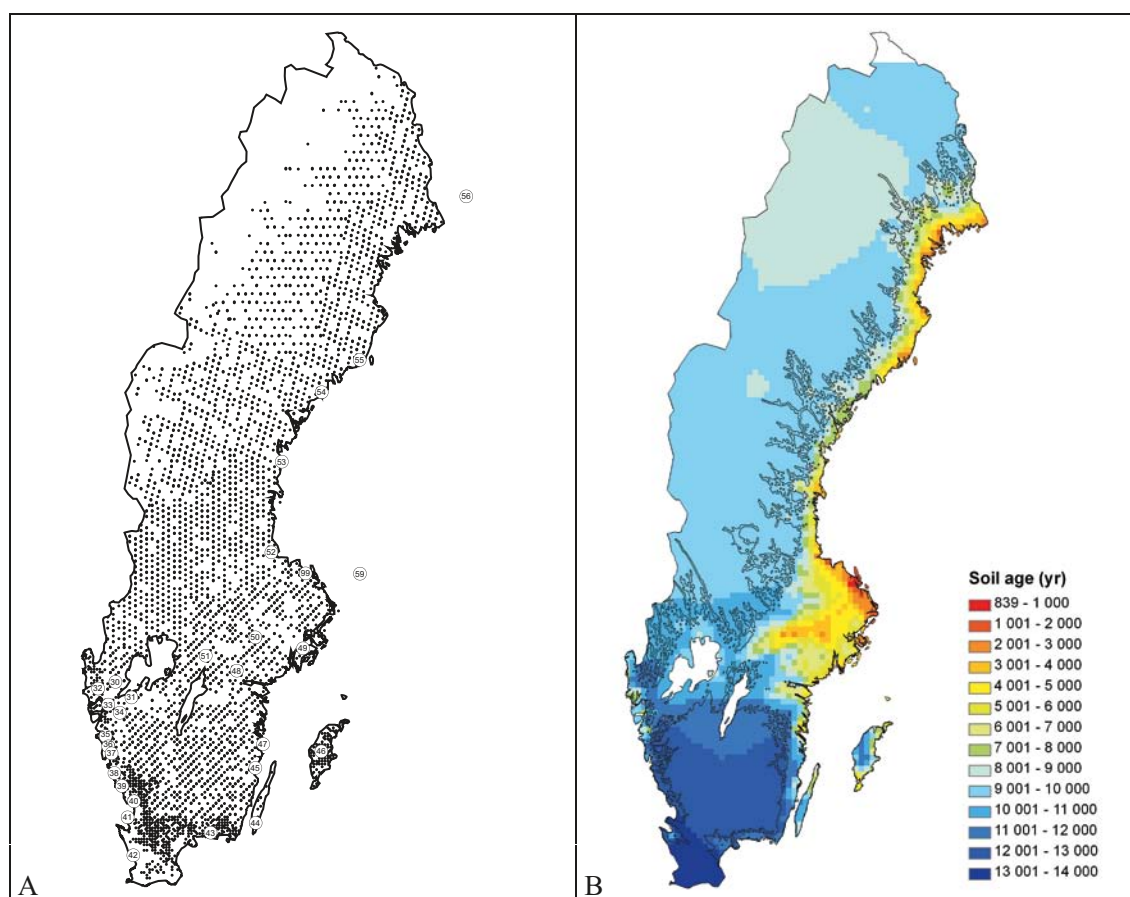 56
55
54
53
52
99
59
50
49
51
48
30
32
31
33
34
35
36
37
47
46
38
45
39
40
41
44
43
42
A
B
Soil age (yr)
839 - 1 000
1 001 - 2 000
2 001 - 3 000
3 001 - 4 000
4 001 - 5 000
5 001 - 6 000
6 001 - 7 000
7 001 - 8 000
8 001 - 9 000
9 001 - 10 000
10 001 - 11 000
11 001 - 12 000
12 001 - 13 000
13 001 - 14 000